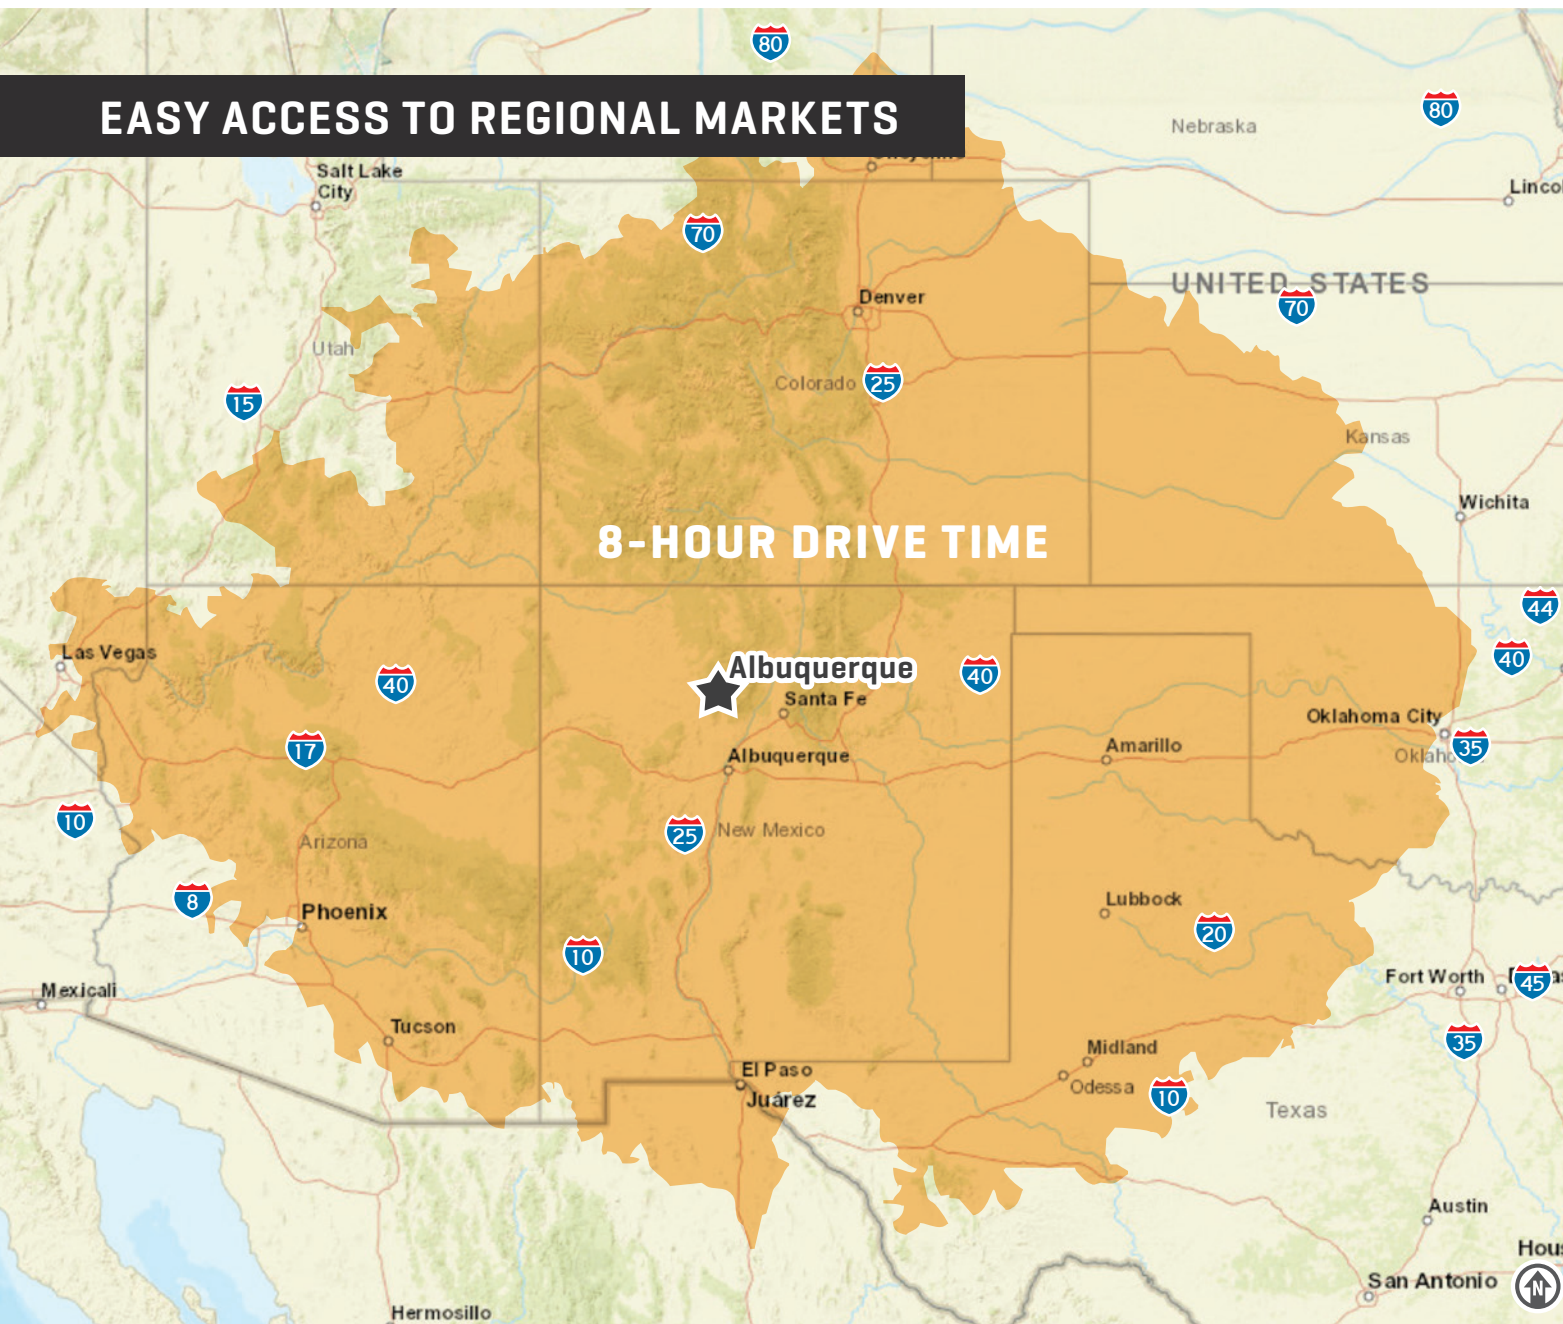 80
EASY ACCESS TO REGIONAL MARKETS
80
Nebraska
Salt Lake
City
70
UNITED STATES
70
Denver
Utah
Colorado
25
15
Kansas
Wichita
8-HOUR DRIVE TIME
44
Las Vegas
40
Albuquerque
40
40
Santa Fe
Oklahoma City
17
Albuquerque
Amarillo
35
10
Arizona
25
New Mexico
8
Phoenix
Lubbock
20
10
Fort Worth
45
Mexicali
Tucson
Midland
35
El Paso
Odessa
Juárez
10
Texas
Austin
San Antonio
N
Hermosillo